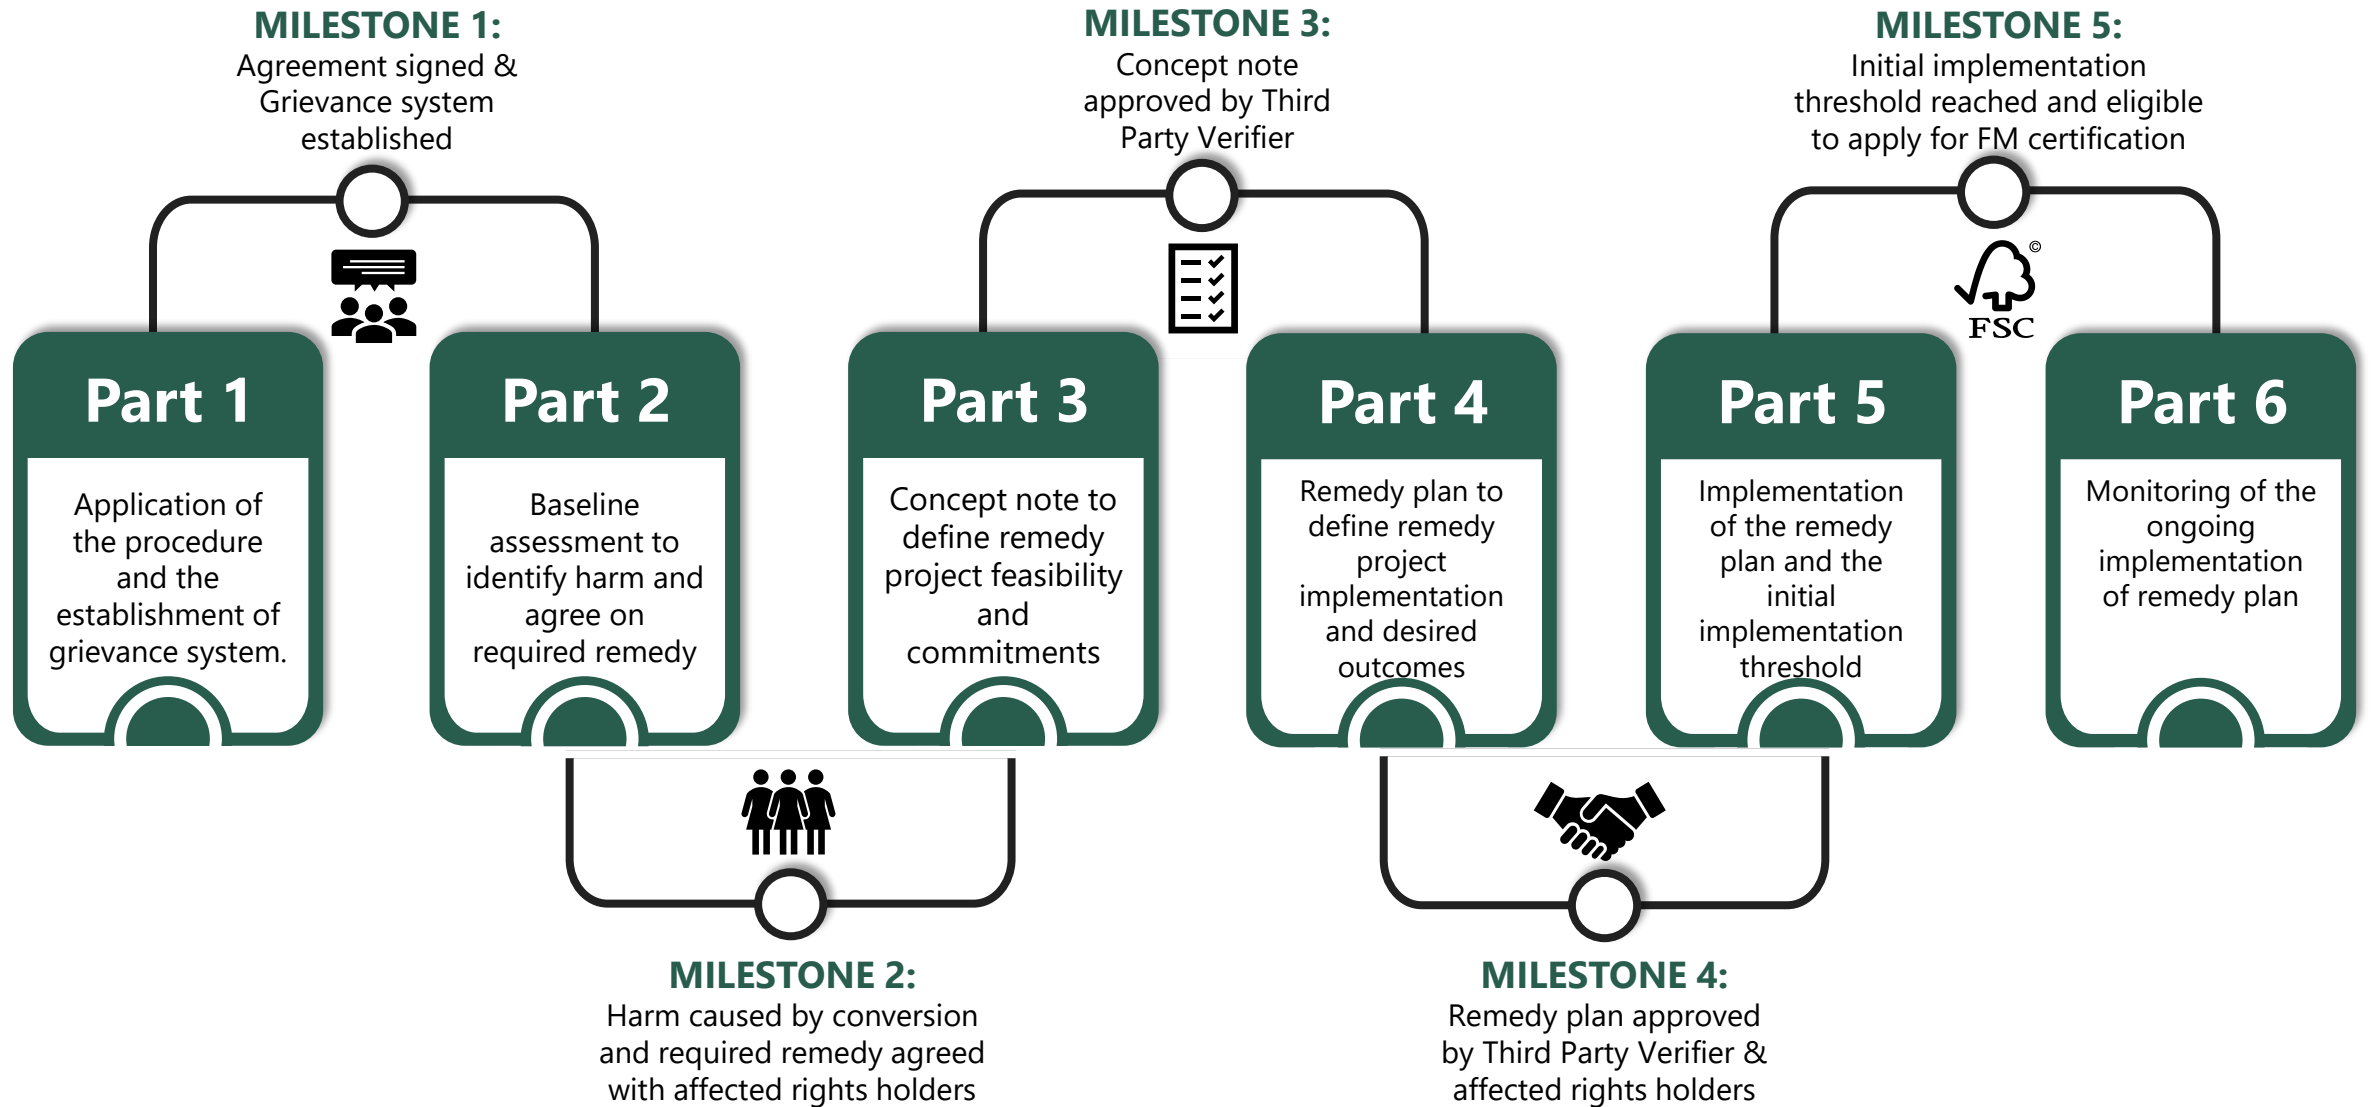 MILESTONE 1:
Agreement signed &
Grievance system
established
MILESTONE 3:
Concept note
approved by Third
Party Verifier
MILESTONE 5:
Initial implementation
threshold reached and eligible
to apply for FM certification
©
FSC
Part 1
Application of
the procedure
and the
establishment of
grievance system.
Part 2
Baseline
assessment to
identify harm and
agree on
required remedy
Part 3
Concept note to
define remedy
project feasibility
and
commitments
Part 4
Remedy plan to
define remedy
project
implementation
and desired
outcomes
Part 5
Implementation
of the remedy
plan and the
initial
implementation
threshold
Part 6
Monitoring of the
ongoing
implementation
of remedy plan
MILESTONE 2:
Harm caused by conversion
and required remedy agreed
with affected rights holders
MILESTONE 4:
Remedy plan approved
by Third Party Verifier &
affected rights holders